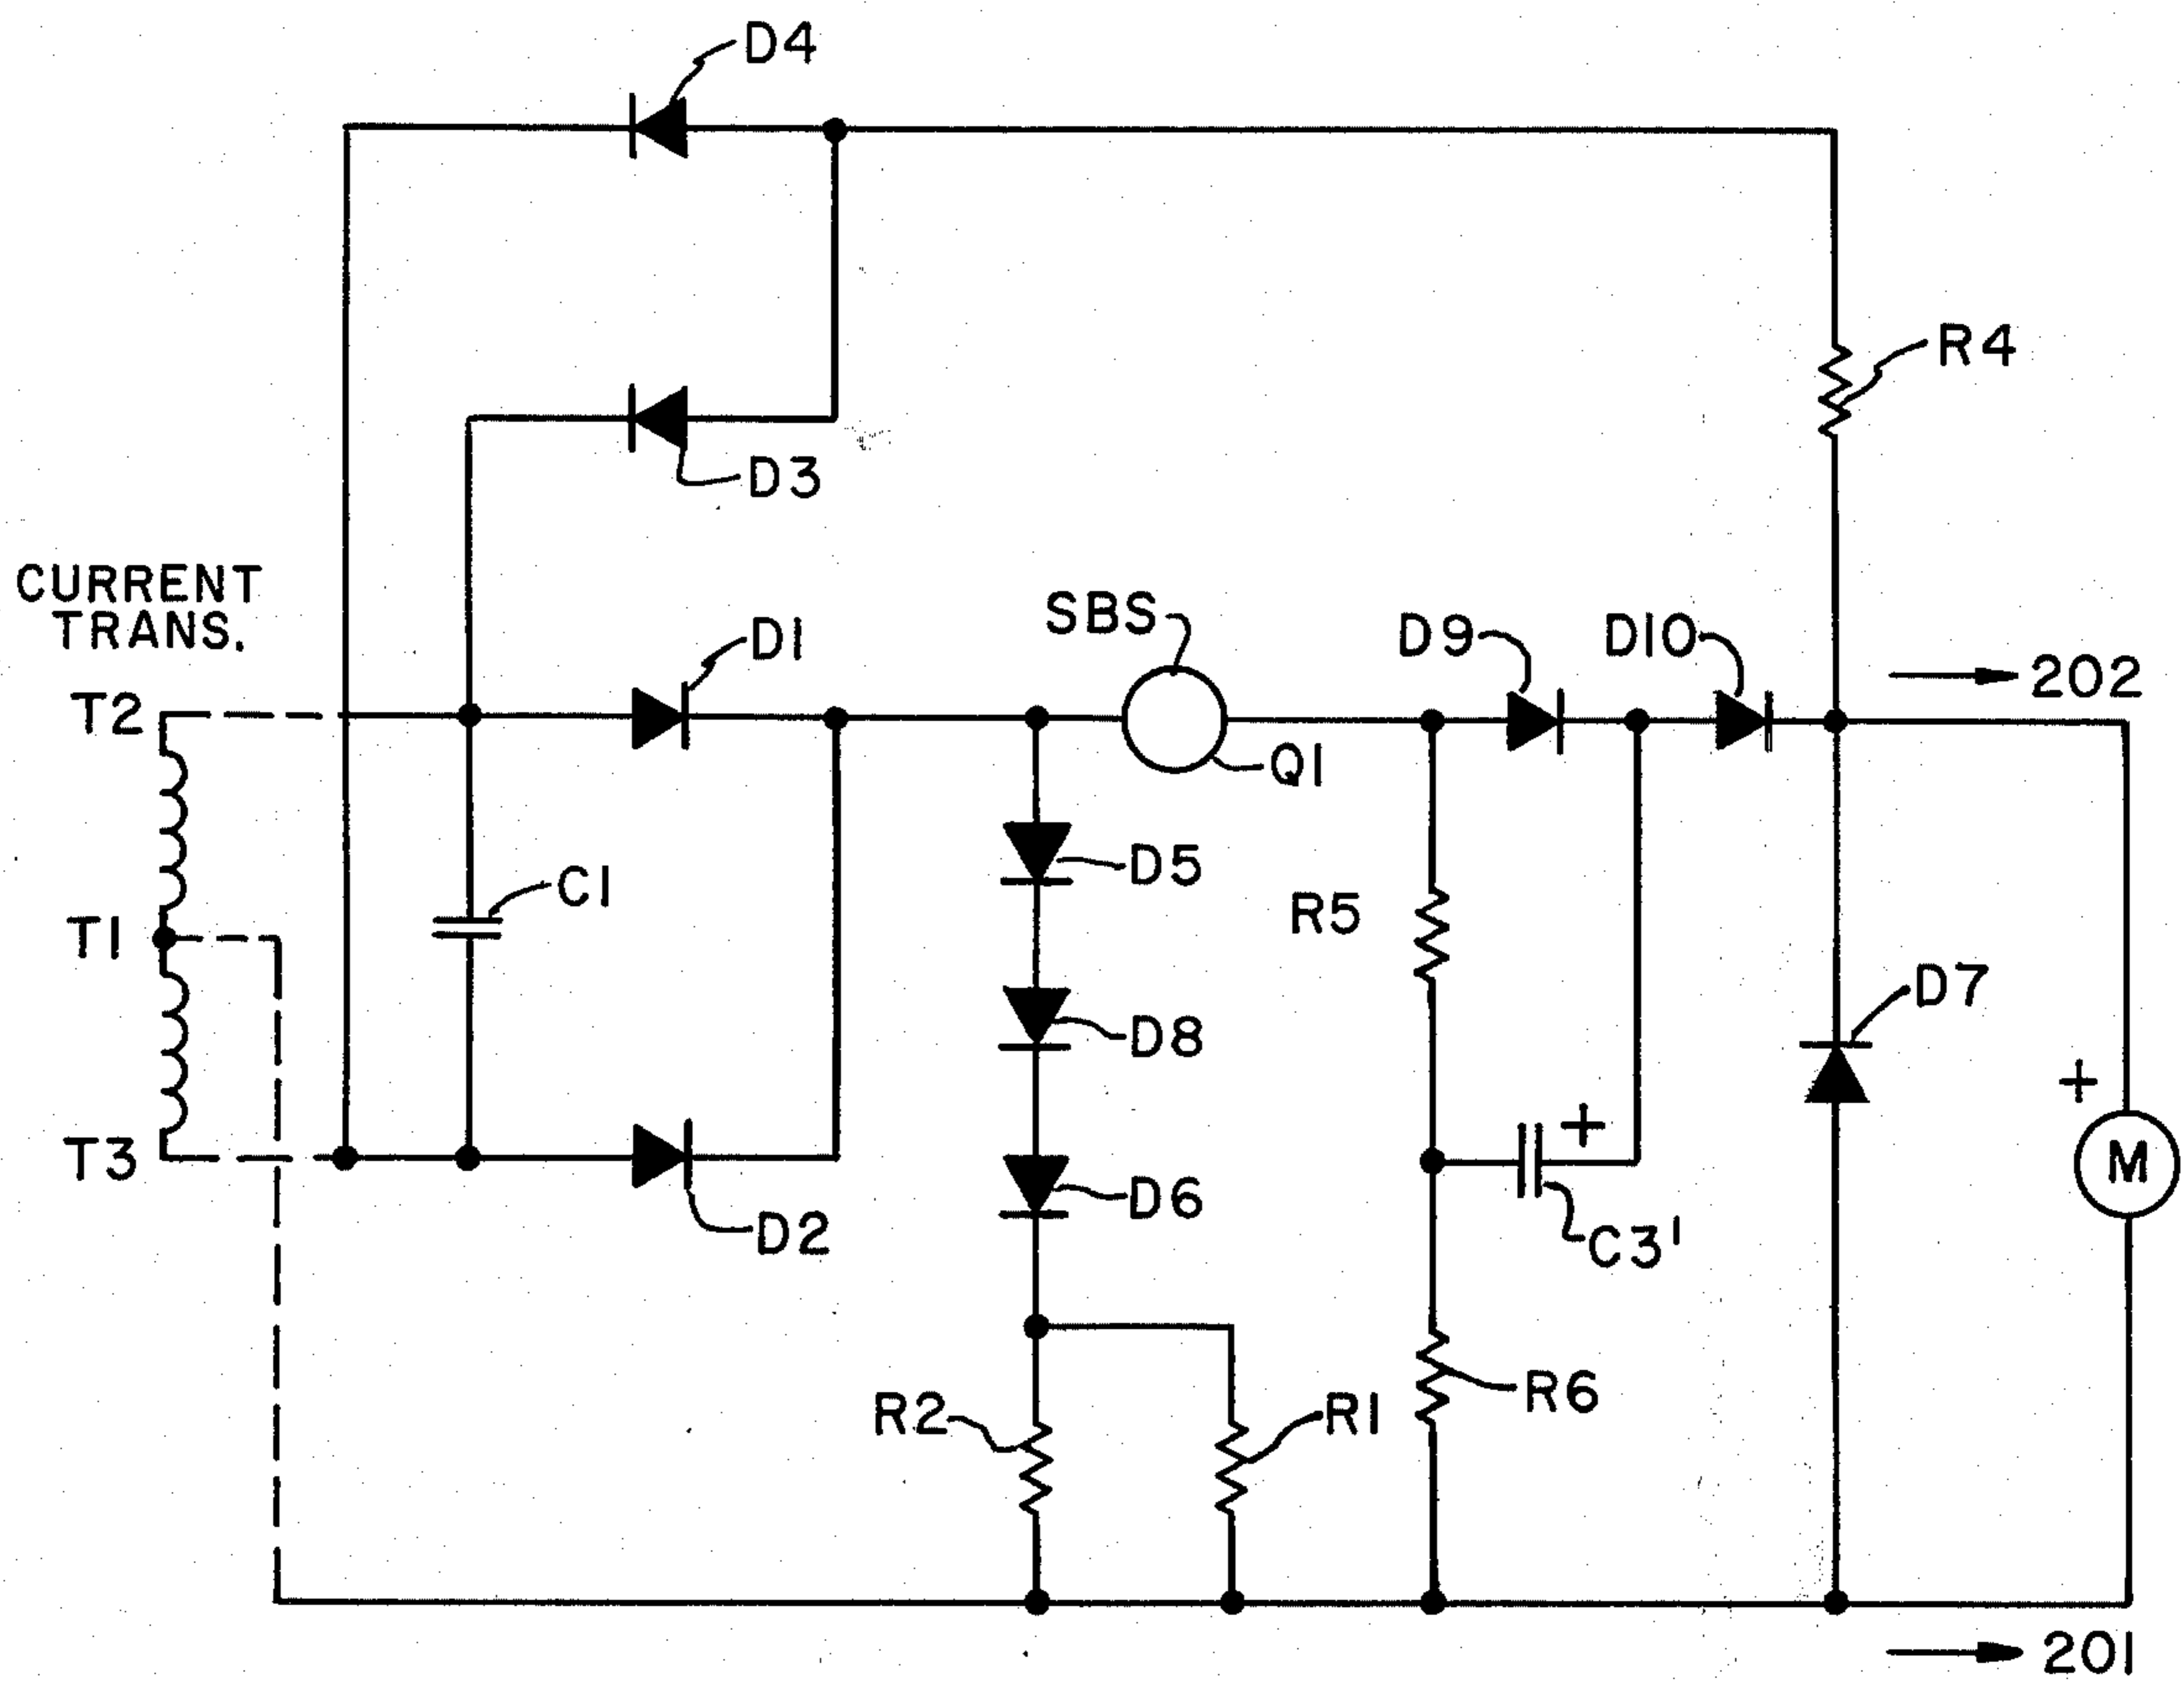 D4
R4
D3
CURRENT
TRANS.
D1
SBS
D9
D10
202
T2
Q1
D5
C1
R5
T1
D7
D8
+
+
M
T3
D6
D2
C3'
R2
R1
R6
201